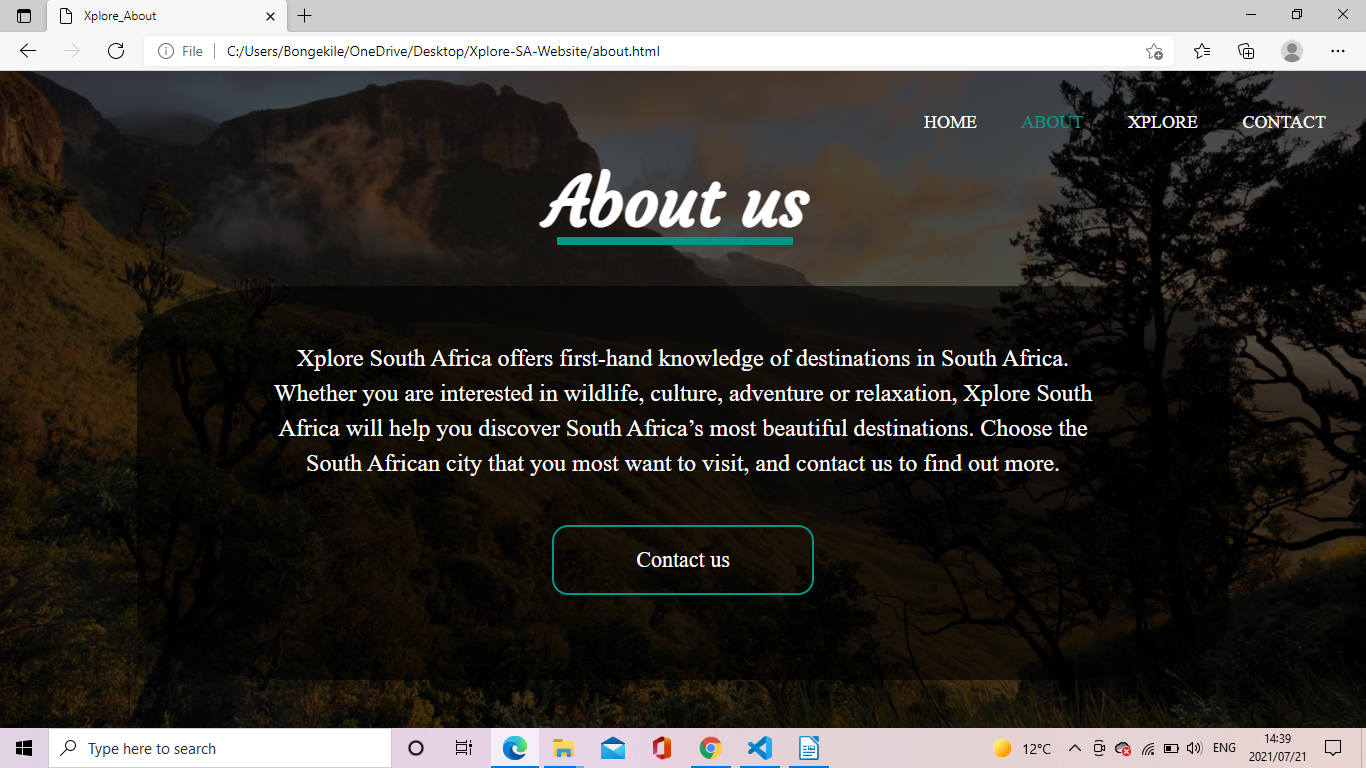 Xplore_About
File
C:/Users/Bongekile/OneDrive/Desktop/Xplore-SA-Website/about.html
HOME ABOUT XPLORE CONTACT
About us
Xplore South Africa offers first-hand knowledge of destinations in South Africa.
Whether you are interested in wildlife, culture, adventure or relaxation, Xplore South
Africa will help you discover South Africa’s most beautiful destinations. Choose the
South African city that you most want to visit, and contact us to find out more.
Contact us
Type here to search
12°C
ENG
14:39
2021/07/21